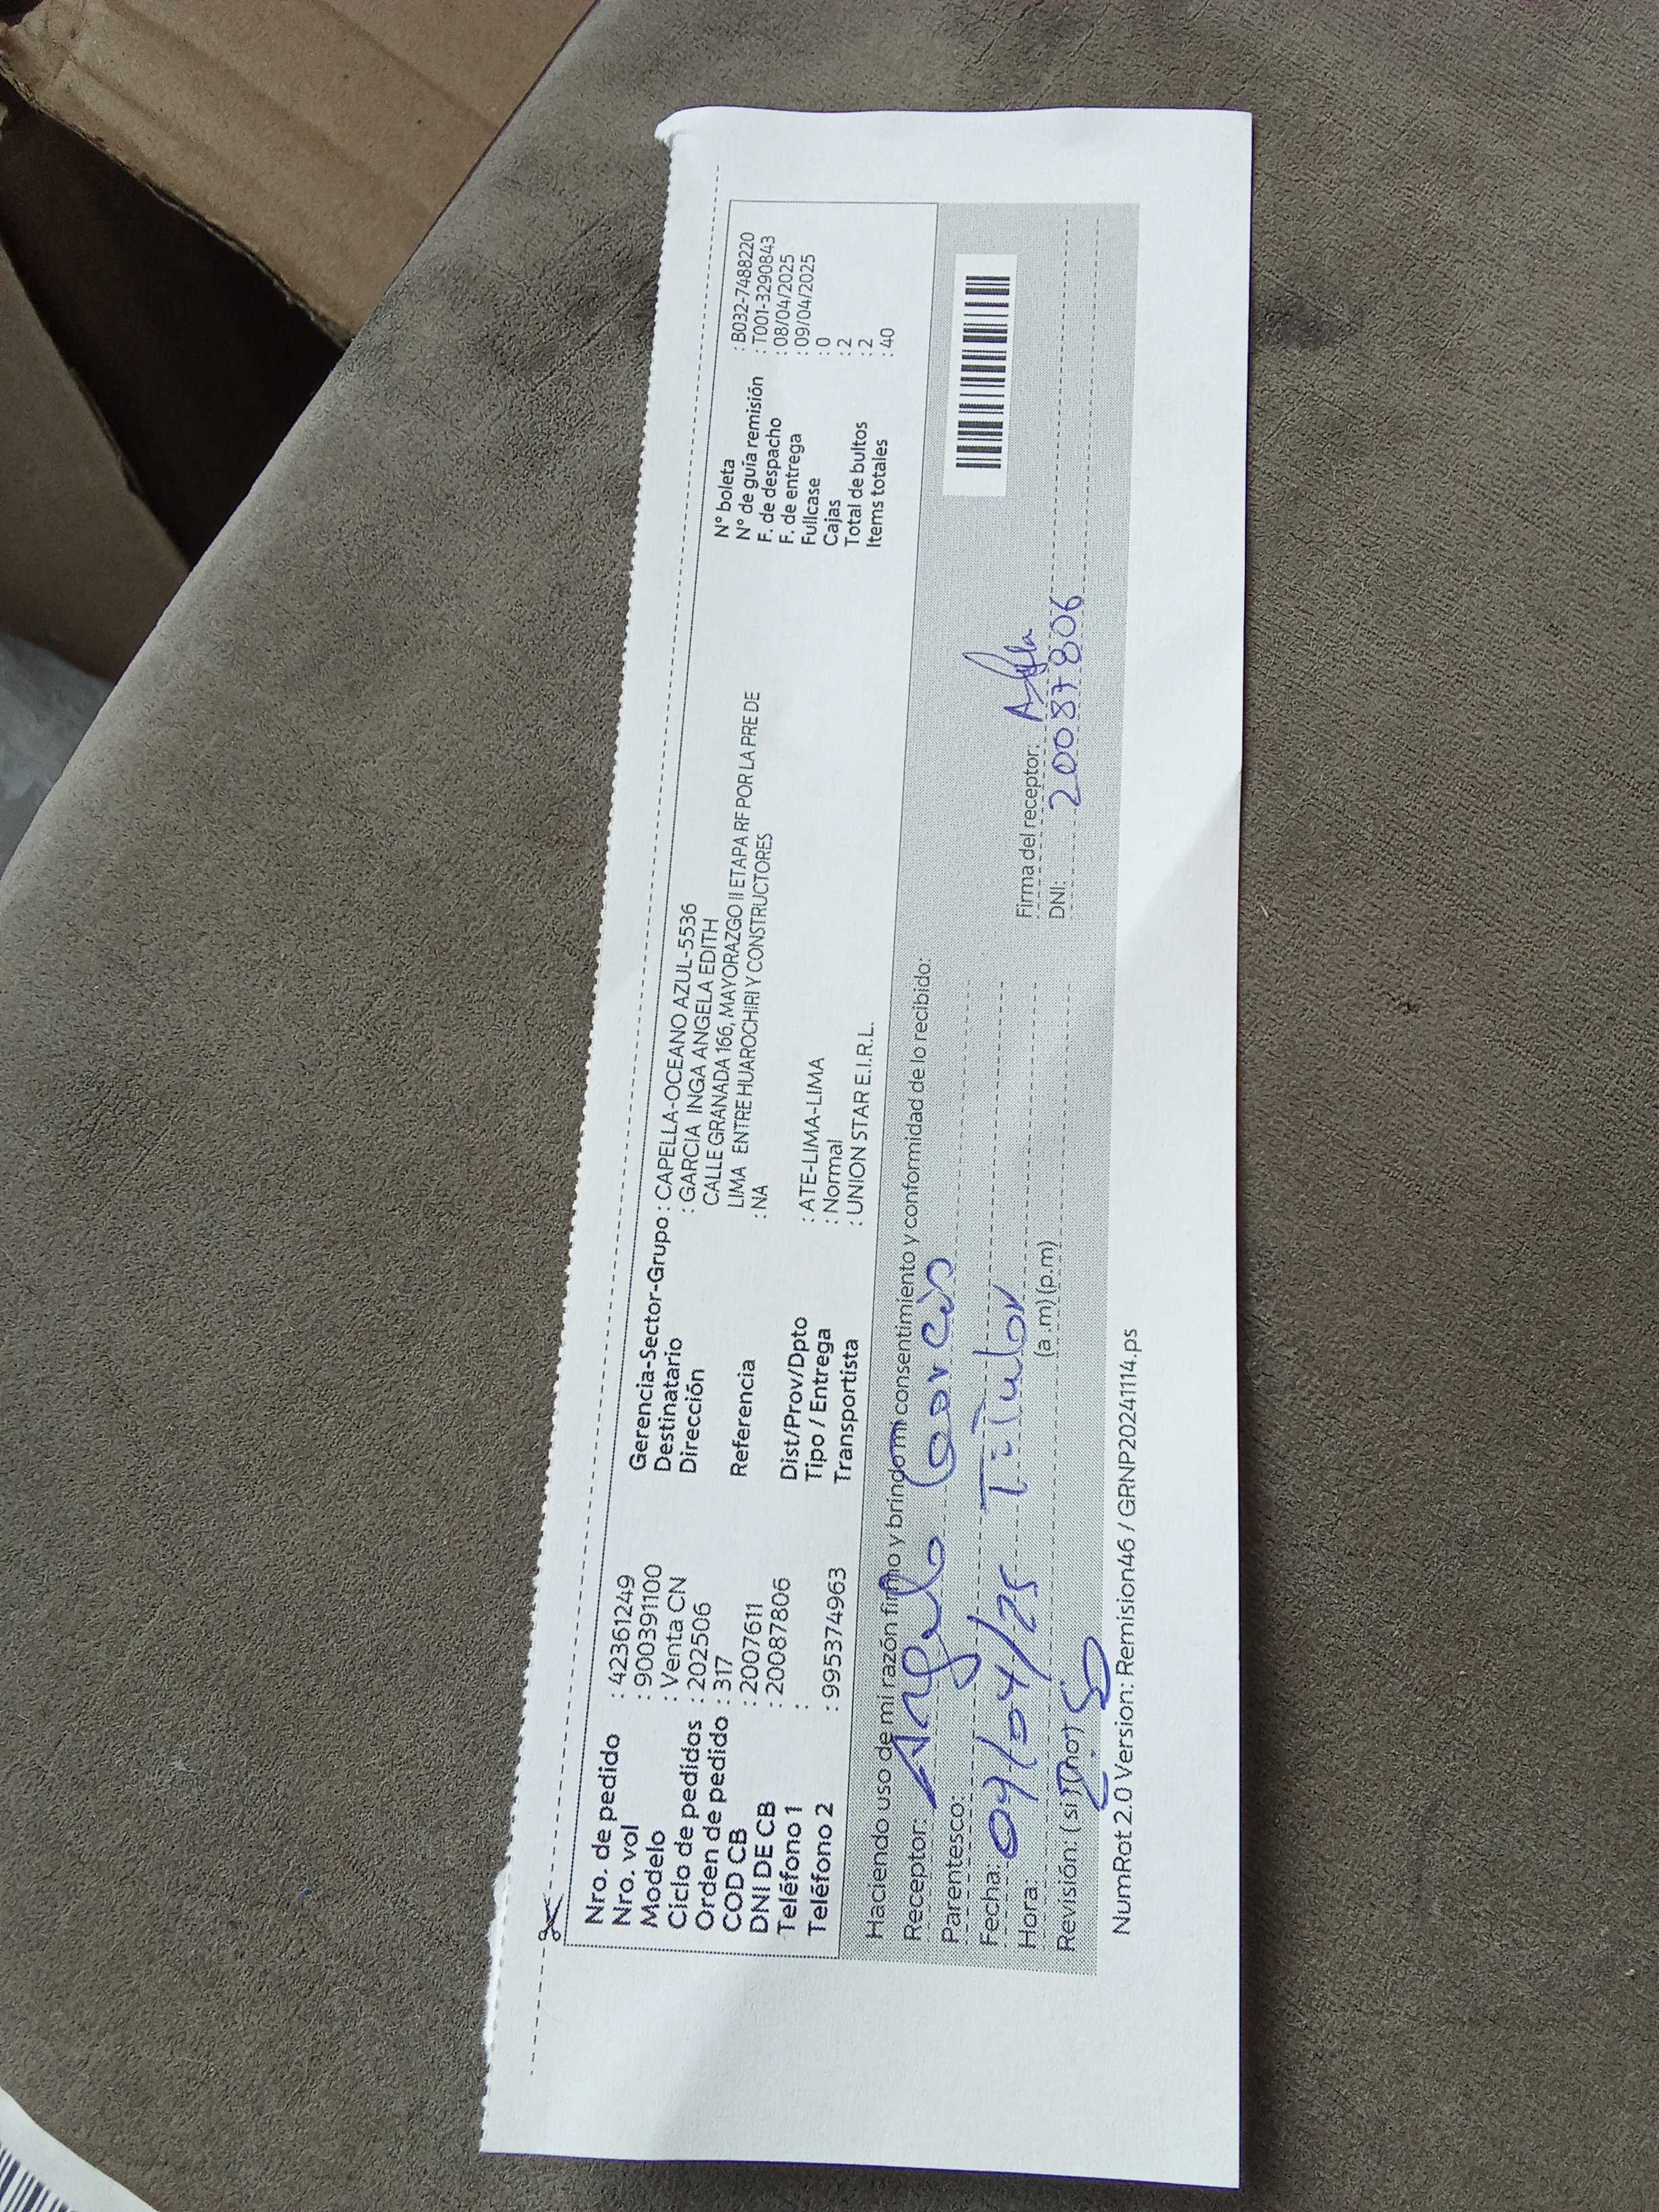 Nro. de pedido : 42361249
Nro. vol : 900391100
Modelo : Venta CN
Ciclo de pedidos : 202506
Orden de pedido : 317
COD CB : 2007611
DNI DE CB : 20087806
Teléfono 1 :
Teléfono 2 : 995374963
Gerencia-Sector-Grupo : CAPELLA-OCEANO AZUL-5536
Destinatario : GARCIA INGA ANGELA EDITH
Dirección CALLE GRANADA 166, MAYORAZGO II ETAPA RF POR LA PRE DE
LIMA ENTRE HUAROCHIRI Y CONSTRUCTORES
Referencia : NA
Dist/Prov/Dpto : ATE-LIMA-LIMA
Tipo / Entrega : Normal
Transportista : UNION STAR E.I.R.L.
N° boleta : B032-7488220
N° de guía remisión : T001-3290843
F. de despacho : 08/04/2025
F. de entrega : 09/04/2025
Fullcase : 0
Cajas : 2
Total de bultos : 2
Items totales : 40
Haciendo uso de mi razón firmo y brindo mi consentimiento y conformidad de lo recibido:
Receptor: Angela Garcia
Parentesco: Titular
Fecha: 09/04/25
Hora: (a.m) (p.m)
Revisión: (si) (no)
Firma del receptor:
DNI: 20087806
NumRot 2.0 Version: Remision46 / GRNP20241114.ps